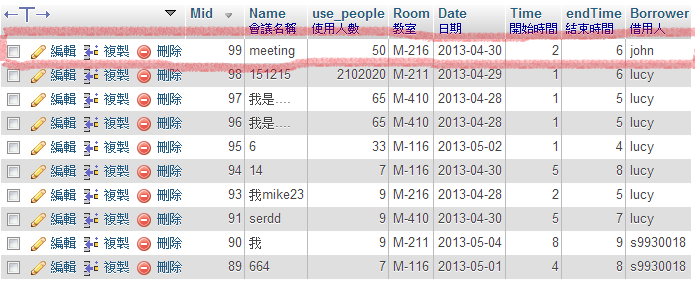 ←T→ Mid Name use_people Room Date Time endTime Borrower
會議名稱 使用人數 教室 日期 開始時間 結束時間 借用人
編輯 複製 刪除 99 meeting 50 M-216 2013-04-30 2 6 john
編輯 複製 刪除 98 151215 2102020 M-211 2013-04-29 1 6 lucy
編輯 複製 刪除 97 我是.... 65 M-410 2013-04-28 1 5 lucy
編輯 複製 刪除 96 我是.... 65 M-410 2013-04-28 1 5 lucy
編輯 複製 刪除 95 6 33 M-116 2013-05-02 1 4 lucy
編輯 複製 刪除 94 14 7 M-116 2013-04-30 5 8 lucy
編輯 複製 刪除 93 我mike23 9 M-216 2013-04-28 2 5 lucy
編輯 複製 刪除 91 serdd 9 M-410 2013-04-30 5 7 lucy
編輯 複製 刪除 90 我 9 M-211 2013-05-04 8 9 s9930018
編輯 複製 刪除 89 664 7 M-116 2013-05-01 4 8 s9930018